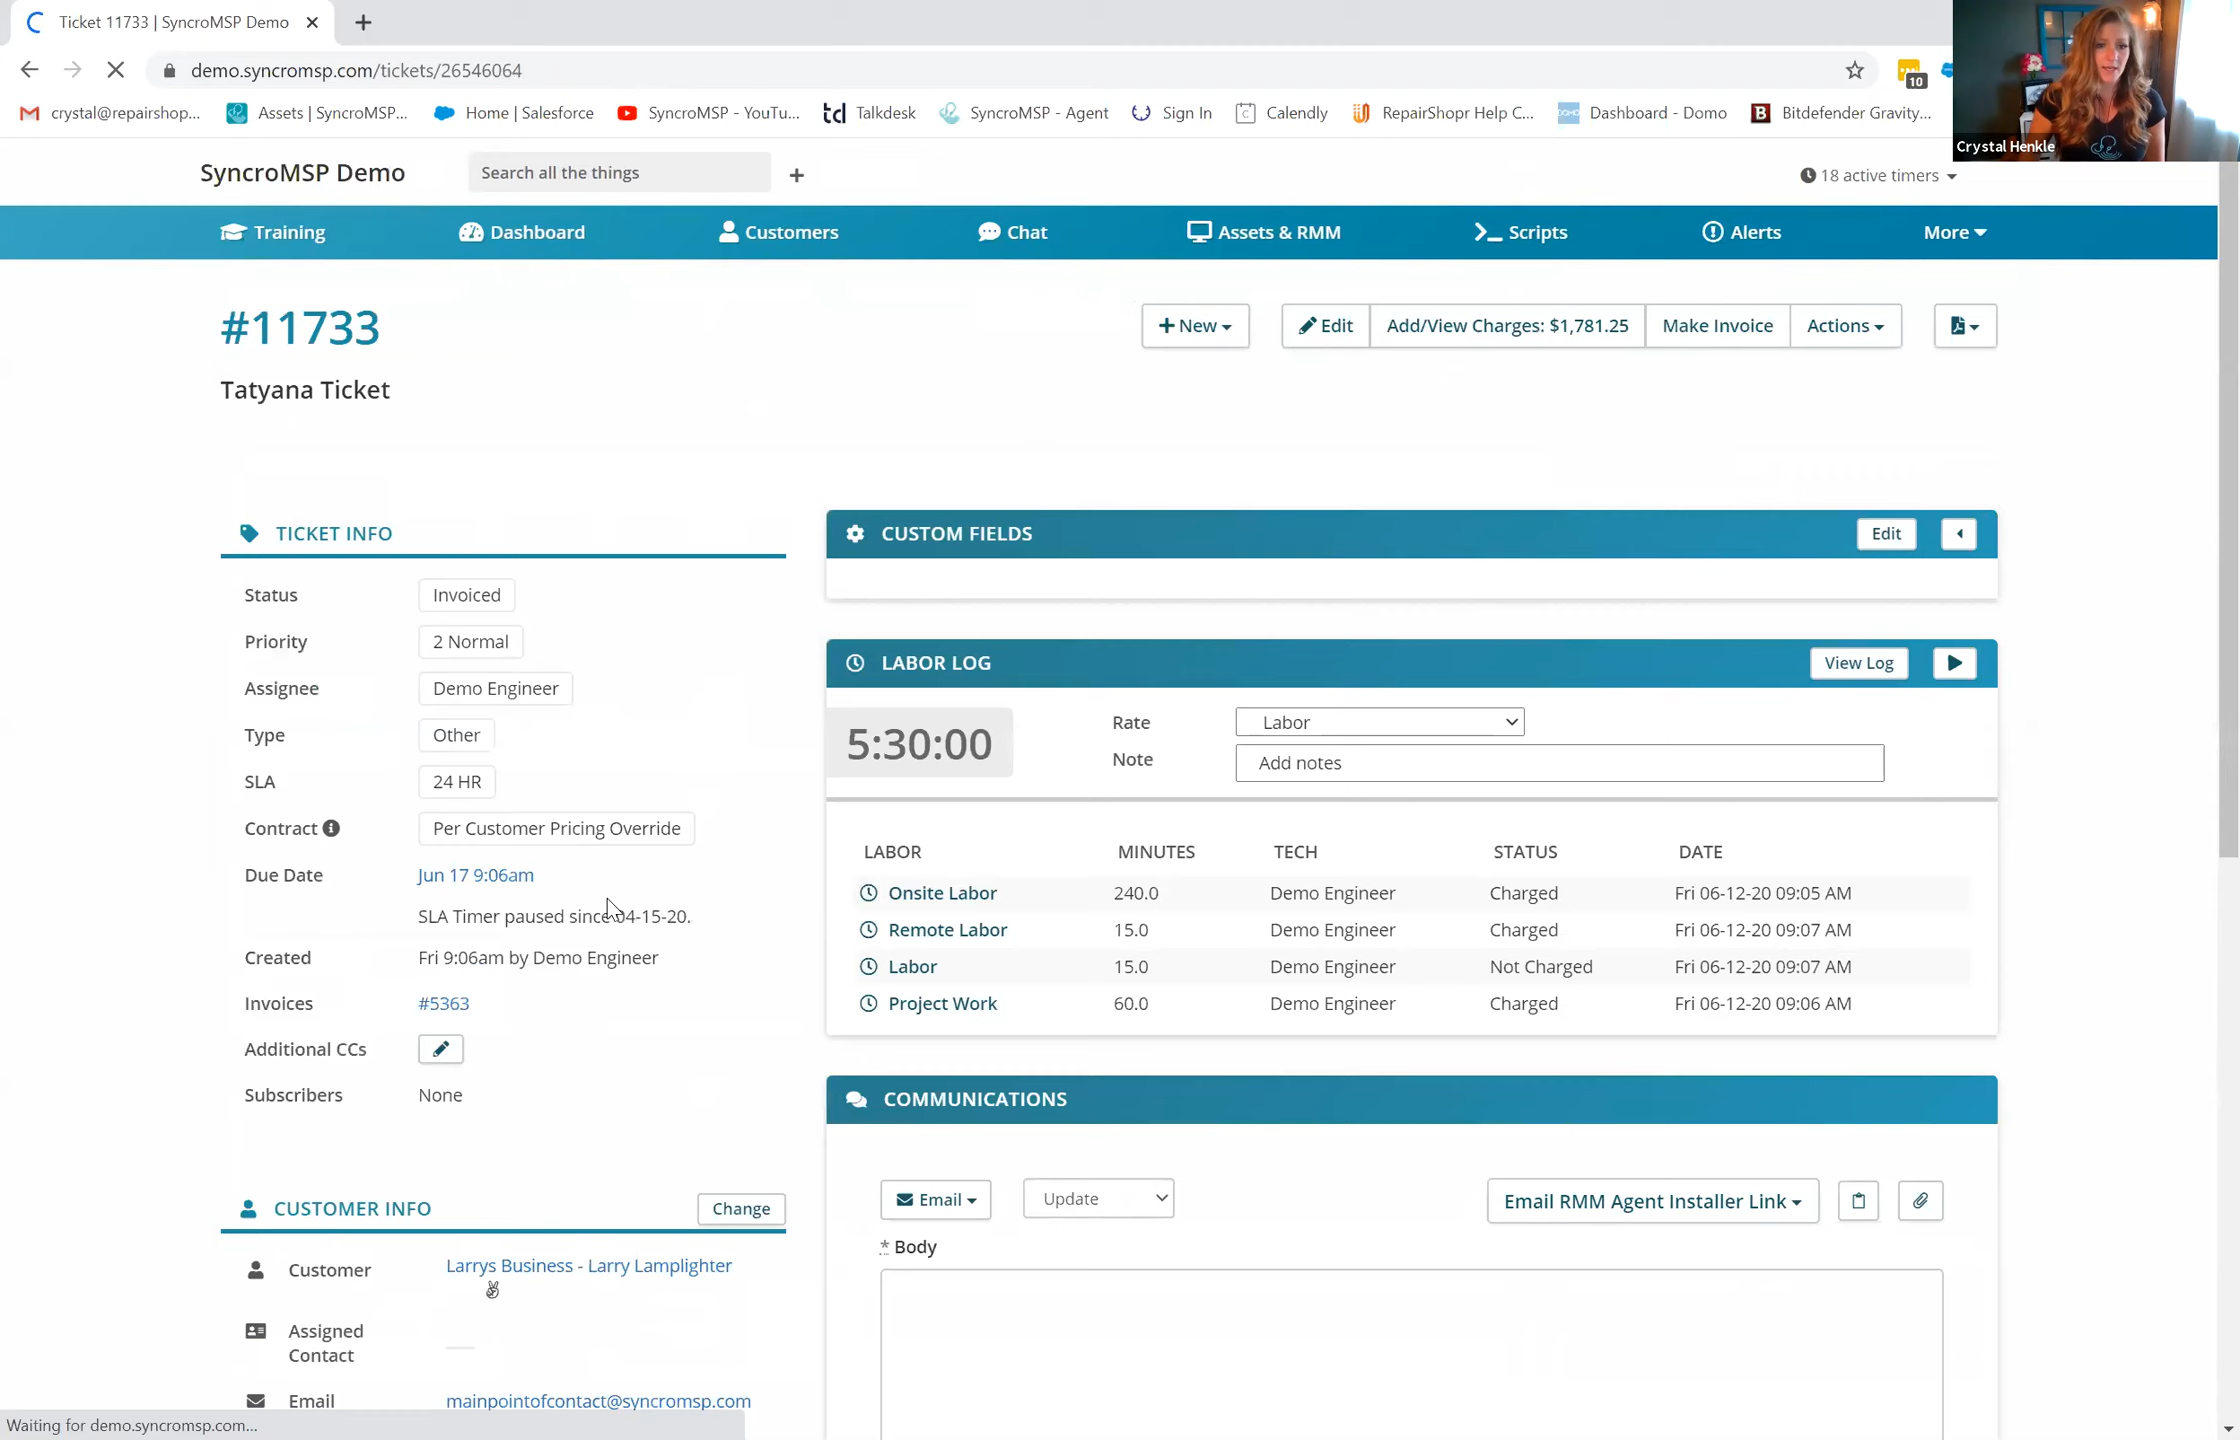 Ticket 11733 | SyncroMSP Demo
demo.syncromsp.com/tickets/26546064
10
crystal@repairshop...
Assets | SyncroMSP...
Home | Salesforce
SyncroMSP - YouTu...
Talkdesk
SyncroMSP - Agent
Sign In
Calendly
RepairShopr Help C...
Dashboard - Domo
Bitdefender Gravity...
Crystal Henkle
SyncroMSP Demo
Search all the things
18 active timers
Training
Dashboard
Customers
Chat
Assets & RMM
Scripts
Alerts
More
#11733
New
Edit
Add/View Charges: $1,781.25
Make Invoice
Actions
Tatyana Ticket
TICKET INFO
Status Invoiced
Priority 2 Normal
Assignee Demo Engineer
Type Other
SLA 24 HR
Contract Per Customer Pricing Override
Due Date Jun 17 9:06am
SLA Timer paused since 04-15-20.
Created Fri 9:06am by Demo Engineer
Invoices #5363
Additional CCs
Subscribers None
CUSTOMER INFO
Change
Customer Larrys Business - Larry Lamplighter
Assigned
Contact
Email mainpointofcontact@syncromsp.com
CUSTOM FIELDS
Edit
LABOR LOG
View Log
5:30:00
Rate Labor
Note Add notes
LABOR MINUTES TECH STATUS DATE
Onsite Labor 240.0 Demo Engineer Charged Fri 06-12-20 09:05 AM
Remote Labor 15.0 Demo Engineer Charged Fri 06-12-20 09:07 AM
Labor 15.0 Demo Engineer Not Charged Fri 06-12-20 09:07 AM
Project Work 60.0 Demo Engineer Charged Fri 06-12-20 09:06 AM
COMMUNICATIONS
Email
Update
Email RMM Agent Installer Link
* Body
Waiting for demo.syncromsp.com...